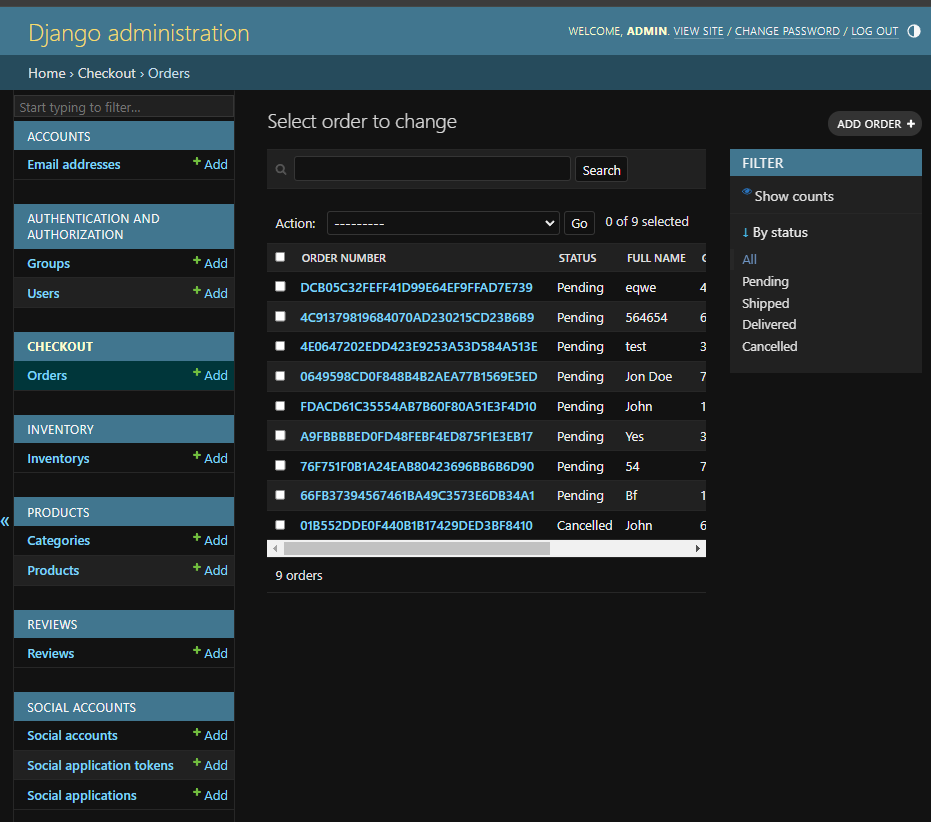 Django administration
WELCOME, ADMIN. VIEW SITE / CHANGE PASSWORD / LOG OUT
Home › Checkout › Orders
Start typing to filter...
ACCOUNTS
Email addresses + Add
AUTHENTICATION AND
AUTHORIZATION
Groups + Add
Users + Add
CHECKOUT
Orders + Add
INVENTORY
Inventorys + Add
PRODUCTS
Categories + Add
Products + Add
REVIEWS
Reviews + Add
SOCIAL ACCOUNTS
Social accounts + Add
Social application tokens + Add
Social applications + Add
«
Select order to change
ADD ORDER +
Search
Action: --------- Go 0 of 9 selected
ORDER NUMBER STATUS FULL NAME
DCB05C32FEFF41D99E64EF9FFAD7E739 Pending eqwe 4
4C91379819684070AD230215CD23B6B9 Pending 564654 6
4E0647202EDD423E9253A53D584A513E Pending test 3
0649598CD0F848B4B2AEA77B1569E5ED Pending Jon Doe 7
FDACD61C35554AB7B60F80A51E3F4D10 Pending John 1
A9FBBBBED0FD48FEBF4ED875F1E3EB17 Pending Yes 3
76F751F0B1A24EAB80423696BB6B6D90 Pending 54 7
66FB37394567461BA49C3573E6DB34A1 Pending Bf 1
01B552DDE0F440B1B17429DED3BF8410 Cancelled John 6
9 orders
FILTER
Show counts
↓ By status
All
Pending
Shipped
Delivered
Cancelled